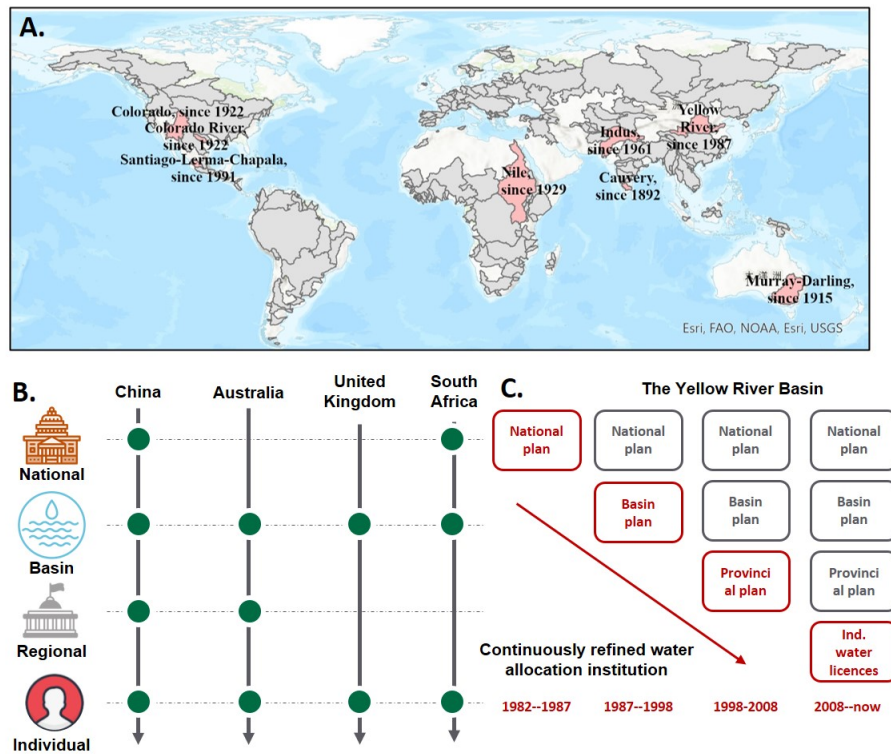 A.
Colorado, since 1922
Colorado River,
since 1922
Santiago-Lerma-Chapala,
since 1991
Nile,
since 1929
Indus,
since 1961
Yellow
River,
since 1987
Cauvery,
since 1892
大洋洲
Murray-Darling,
since 1915
Esri, FAO, NOAA, Esri, USGS
B.
China
Australia
United
Kingdom
South
Africa
National
Basin
Regional
Individual
C.
The Yellow River Basin
National
plan
National
plan
National
plan
National
plan
Basin
plan
Basin
plan
Basin
plan
Provinci
al plan
Provinci
al plan
Ind.
water
licences
Continuously refined water
allocation institution
1982--1987
1987--1998
1998-2008
2008--now